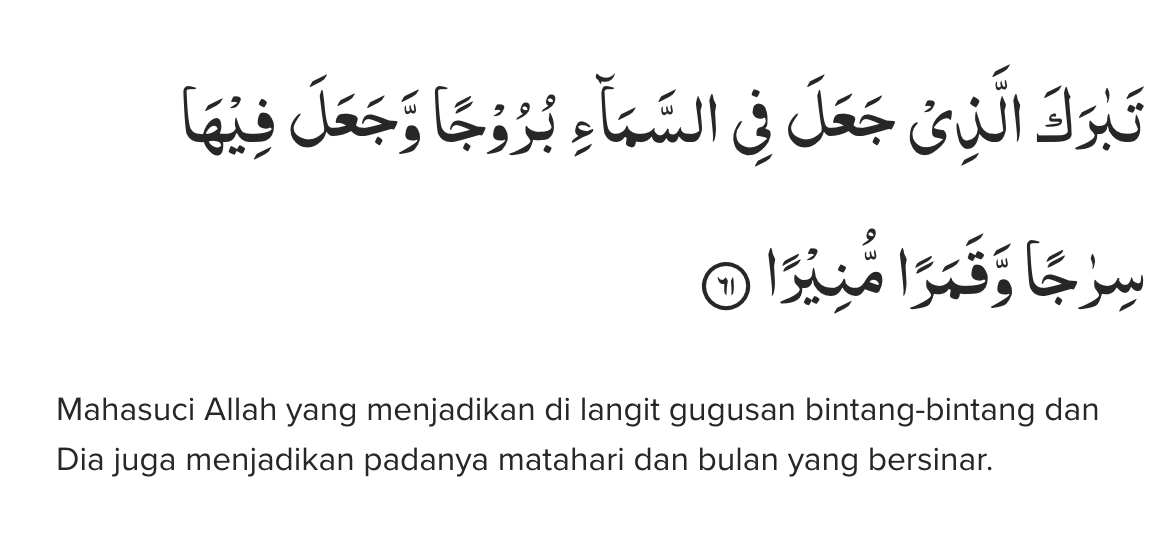 تَبٰرَكَ الَّذِيْ جَعَلَ فِى السَّمَاۤءِ بُرُوْجًا وَّجَعَلَ فِيْهَا
سِرٰجًا وَّقَمَرًا مُّنِيْرًا ٦١
Mahasuci Allah yang menjadikan di langit gugusan bintang-bintang dan
Dia juga menjadikan padanya matahari dan bulan yang bersinar.